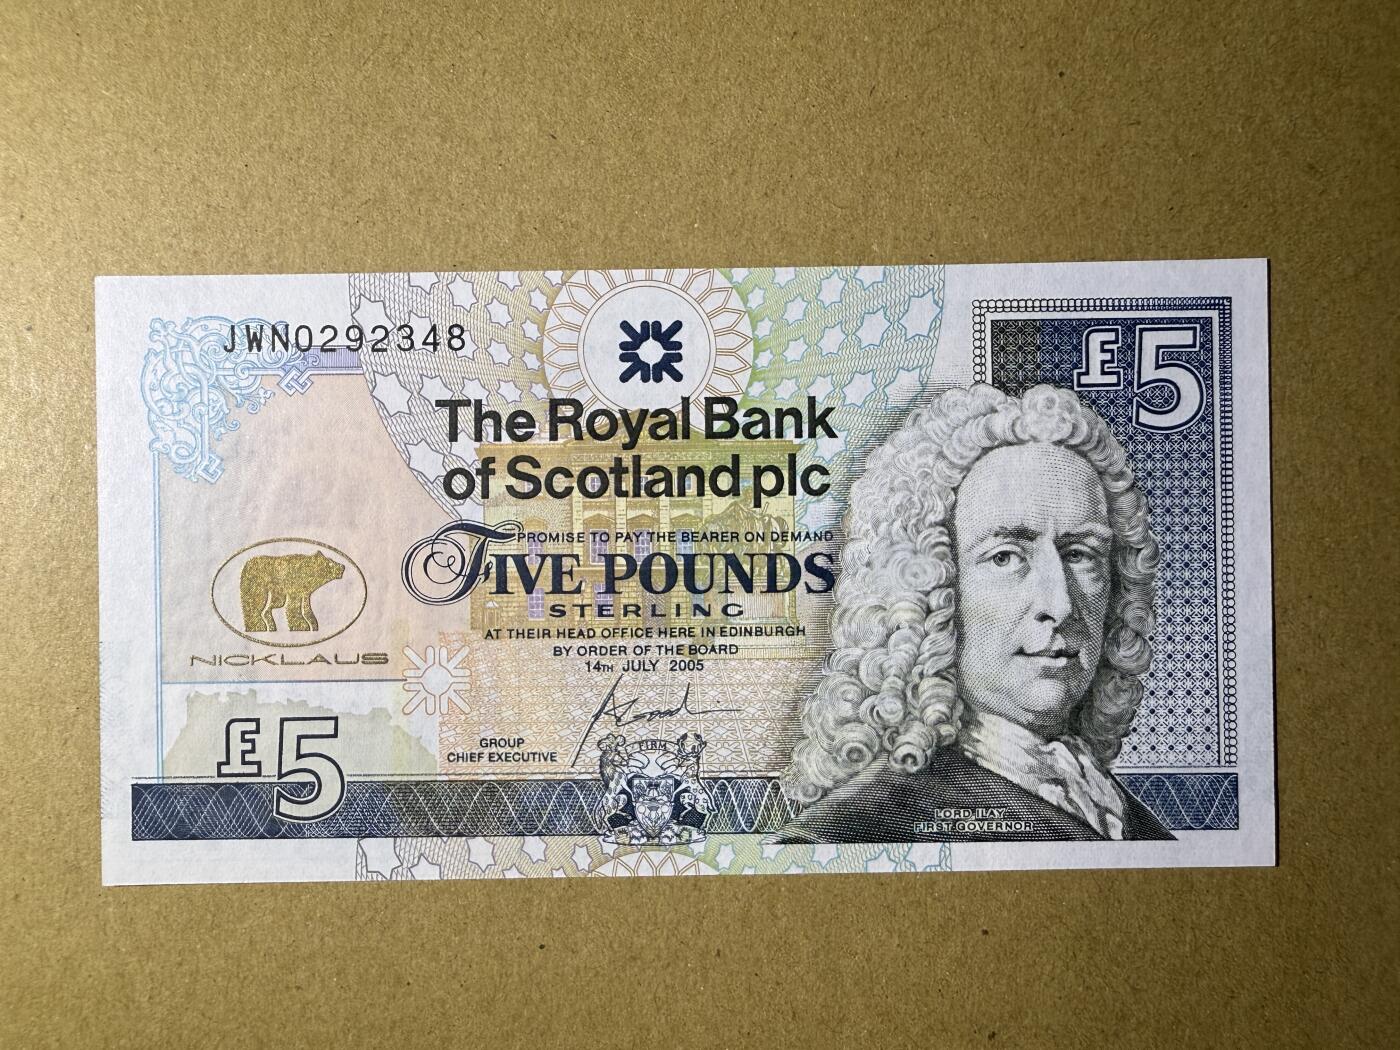 JWN0292348
£5
The Royal Bank
of Scotland plc
PROMISE TO PAY THE BEARER ON DEMAND
FIVE POUNDS
STERLING
AT THEIR HEAD OFFICE HERE IN EDINBURGH
BY ORDER OF THE BOARD
14TH JULY 2005
NICKLAUS
£5
GROUP
CHIEF EXECUTIVE
FIRM
LORD ILAY
FIRST GOVERNOR